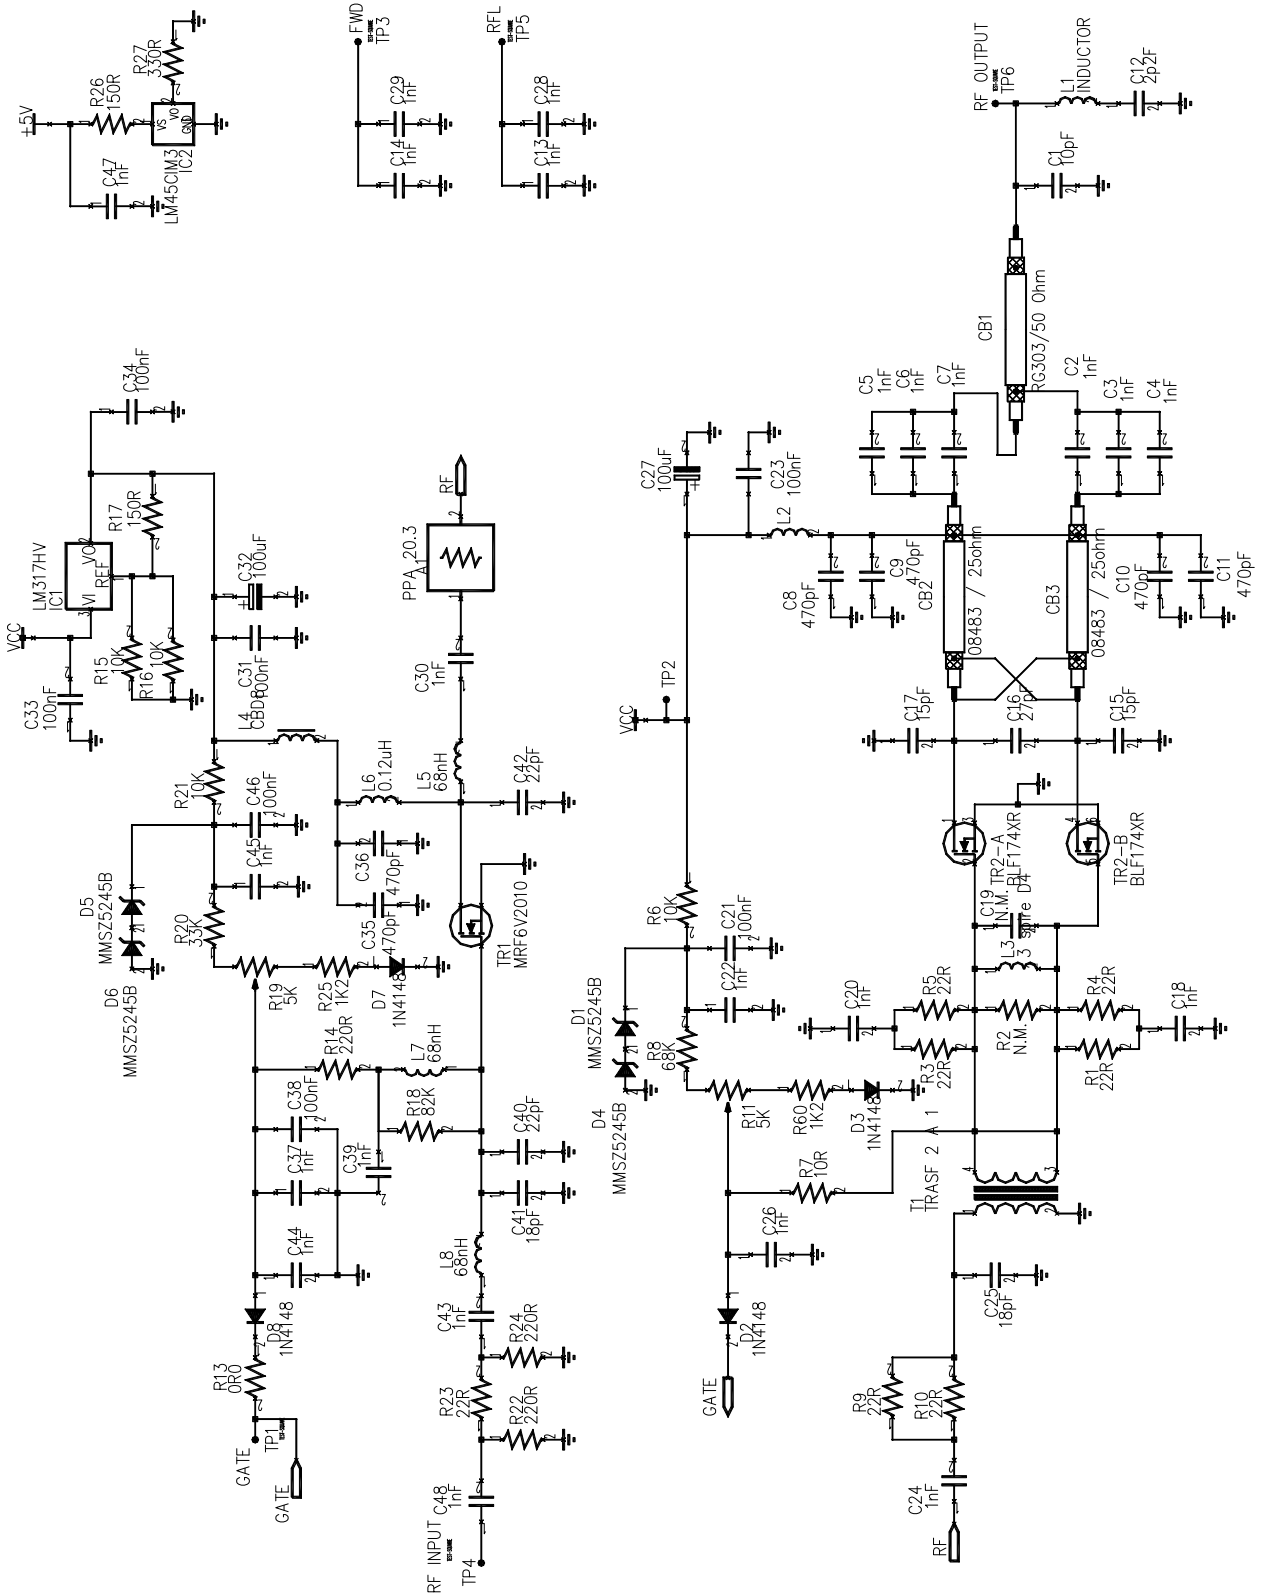 +5V
R26
150R
R27
330R
C47
1nF
VS
VO
GND
LM45CIM3
IC2
FWD
TP3
C29
1nF
C14
1nF
RFL
TP5
C28
1nF
C13
1nF
RF OUTPUT
TP6
L1
INDUCTOR
C12
2p2F
C1
10pF
CB1
RG303/50 Ohm
C34
100nF
LM317HV
IC1
VI
VO
REF
R17
150R
VCC
C33
100nF
R15
10K
R16
10K
C32
100uF
C31
100nF
L4
R21
10K
C46
100nF
C45
1nF
D5
MMSZ5245B
D6
MMSZ5245B
R20
33K
R19
5K
R25
1K2
D7
1N4148
L6
0.12uH
C36
470pF
C35
470pF
RF
PPA_20.3
A1
C30
1nF
L5
68nH
C42
22pF
TR1
MRF6V2010
R14
220R
L7
68nH
R18
82K
C38
100nF
C37
1nF
C39
1nF
C44
1nF
C40
22pF
C41
18pF
L8
68nH
C43
1nF
D8
1N4148
R13
0R0
GATE
TP1
GATE
R24
220R
R23
22R
R22
220R
C48
1nF
RF INPUT
TP4
C27
100uF
C23
100nF
L2
C8
470pF
C9
470pF
C5
1nF
C6
1nF
C7
1nF
C2
1nF
C3
1nF
C4
1nF
CB2
08483 / 25ohm
CB3
08483 / 25ohm
C10
470pF
C11
470pF
VCC
TP2
C17
15pF
C16
27pF
C15
15pF
TR2-A
BLF174XR
TR2-B
BLF174XR
C19
N.M.
L3
3 spire D4
R6
10K
C21
100nF
C22
1nF
D1
MMSZ5245B
D4
MMSZ5245B
R8
68K
R11
5K
R60
1K2
D3
1N4148
C20
1nF
R5
22R
R3
22R
R2
N.M.
R4
22R
R1
22R
C18
1nF
R7
10R
T1
TRASF 2 A 1
C26
1nF
D2
1N4148
GATE
C25
18pF
R9
22R
R10
22R
C24
1nF
RF